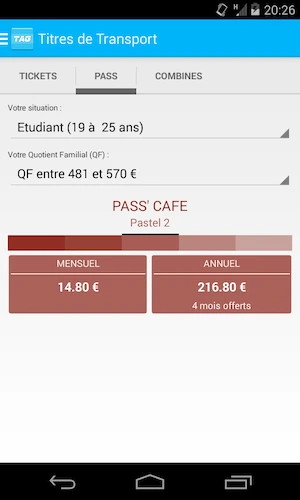 H
20:26
TAG
Titres de Transport
TICKETS
PASS
COMBINES
Votre situation :
Etudiant (19 à  25 ans)
Votre Quotient Familial (QF) :
QF entre 481 et 570 €
PASS' CAFE
Pastel 2
MENSUEL
14.80 €
ANNUEL
216.80 €
4 mois offerts